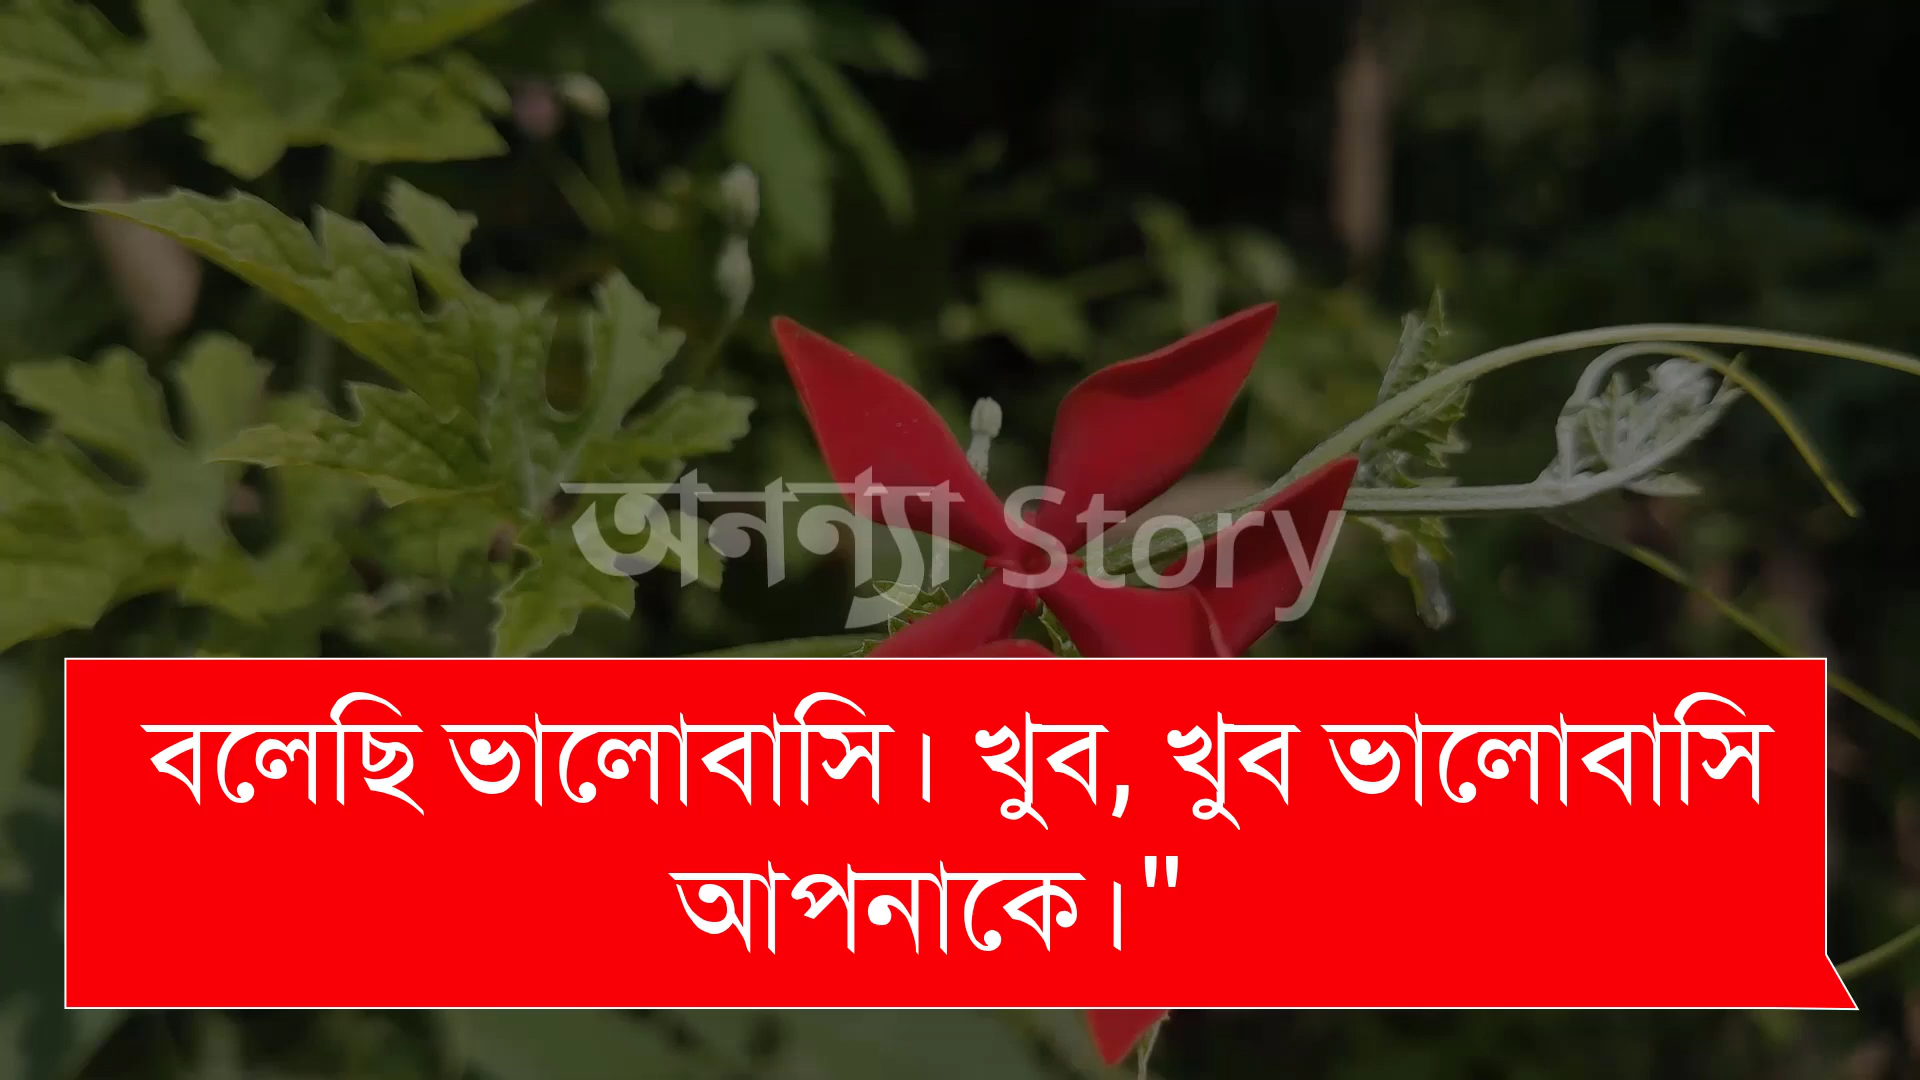 অনন্যা Story
বলেছি ভালোবাসি। খুব, খুব ভালোবাসি
আপনাকে।"